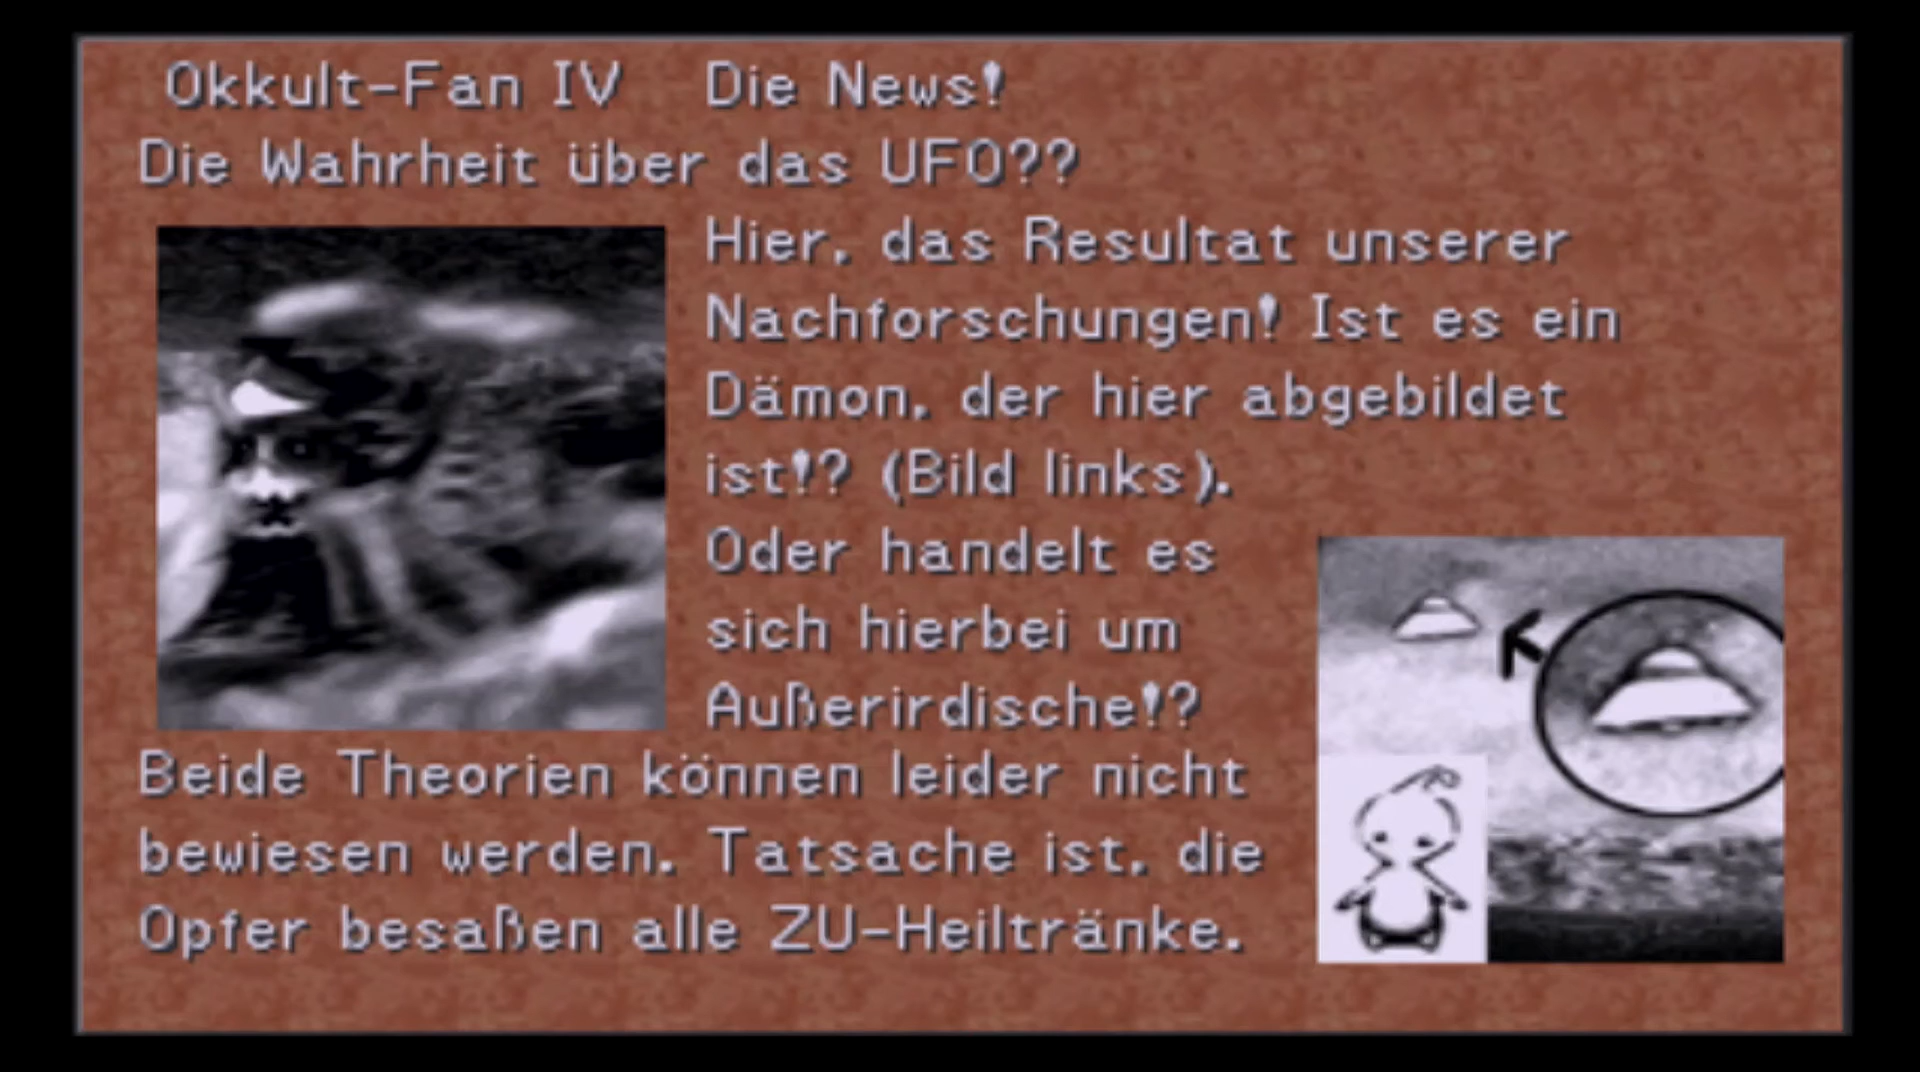 Okkult-Fan IV Die News!
Die Wahrheit über das UFO??
Hier, das Resultat unserer
Nachforschungen! Ist es ein
Dämon, der hier abgebildet
ist!? (Bild links).
Oder handelt es
sich hierbei um
Außerirdische!?
Beide Theorien können leider nicht
bewiesen werden. Tatsache ist, die
Opfer besaßen alle ZU-Heiltränke.